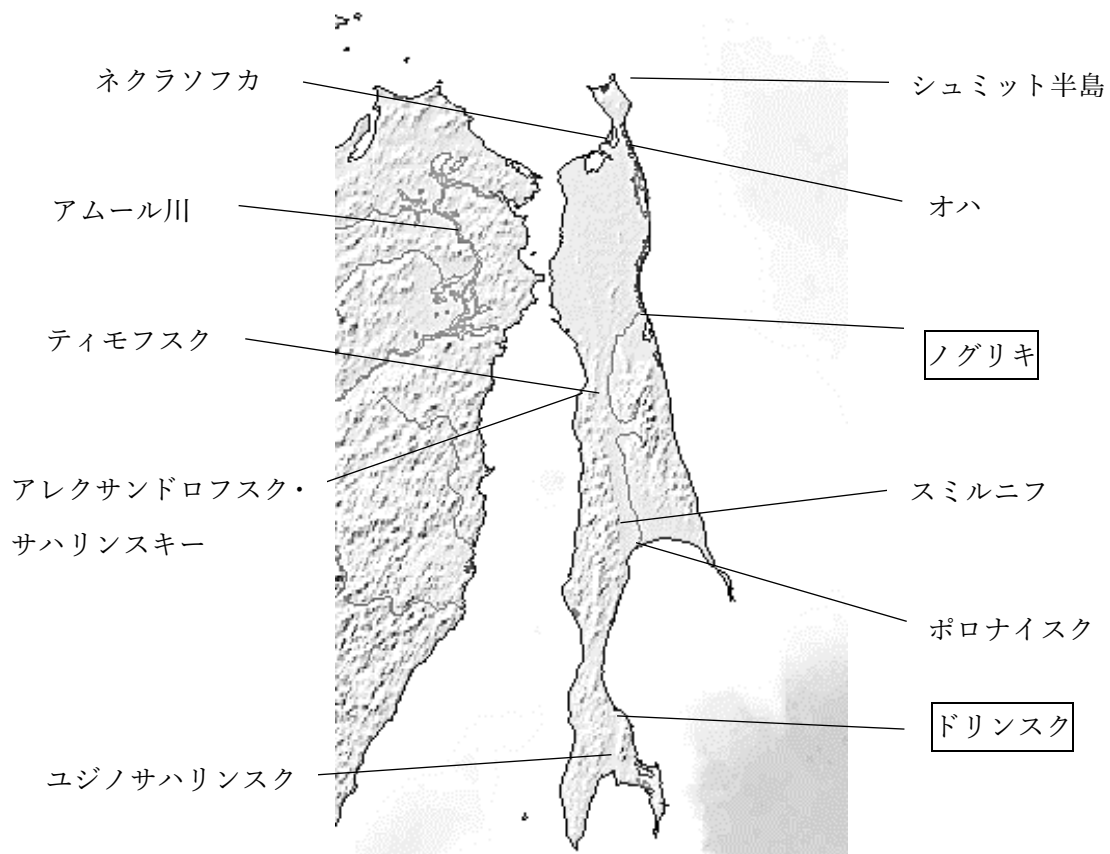 ネクラソフカ
シュミット半島
アムール川
オハ
ティモフスク
ノグリキ
アレクサンドロフスク・
サハリンスキー
スミルニフ
ポロナイスク
ドリンスク
ユジノサハリンスク